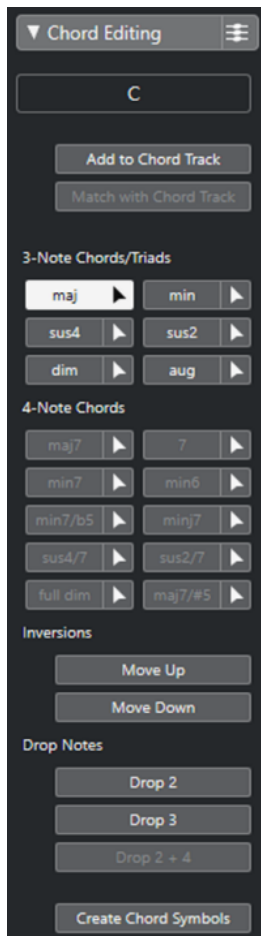 Chord Editing
C
Add to Chord Track
Match with Chord Track
3-Note Chords/Triads
maj min
sus4 sus2
dim aug
4-Note Chords
maj7 7
min7 min6
min7/b5 minj7
sus4/7 sus2/7
full dim maj7/#5
Inversions
Move Up
Move Down
Drop Notes
Drop 2
Drop 3
Drop 2 + 4
Create Chord Symbols